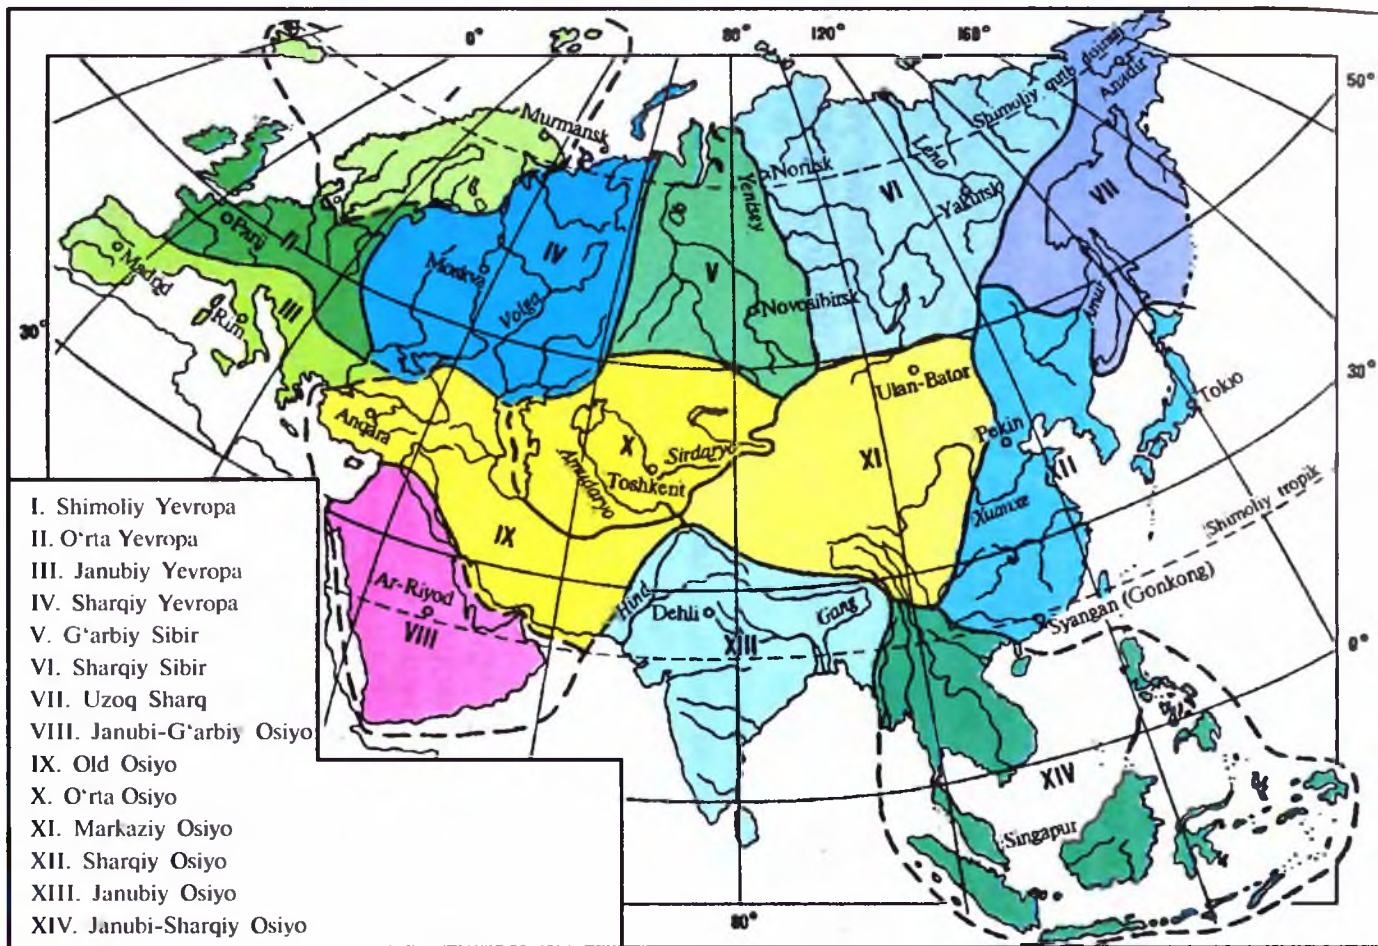 0°
80°
120°
160°
50°
Shimoliy qutb doirasi
Anadir
Murmansk
Norilsk
Lena
VI
Yakutsk
VII
Yenisey
Ob
Parij
II
Madrid
Moskva
IV
Volga
V
Novosibirsk
Amur
III
Rim
30°
30°
Ulan-Bator
Tokio
Anqara
X
Sirdaryo
Toshkent
Amudaryo
XI
Pekin
XII
Xuanxe
Shimoliy tropik
IX
Ar-Riyod
VIII
Hind
Dehli
Gang
XIII
Syangan (Gonkong)
0°
XIV
Singapur
80°
I. Shimoliy Yevropa
II. O‘rta Yevropa
III. Janubiy Yevropa
IV. Sharqiy Yevropa
V. G‘arbiy Sibir
VI. Sharqiy Sibir
VII. Uzoq Sharq
VIII. Janubi-G‘arbiy Osiyo
IX. Old Osiyo
X. O‘rta Osiyo
XI. Markaziy Osiyo
XII. Sharqiy Osiyo
XIII. Janubiy Osiyo
XIV. Janubi-Sharqiy Osiyo